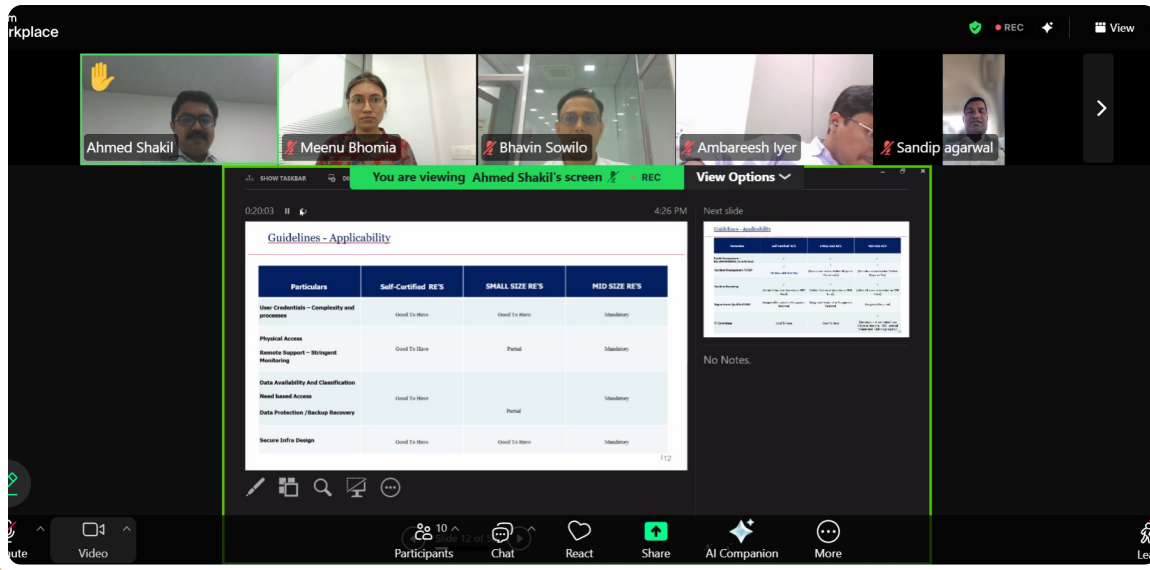 m
rkplace
REC
View
Ahmed Shakil
Meenu Bhomia
Bhavin Sowilo
Ambareesh Iyer
Sandip agarwal
SHOW TASKBAR
You are viewing Ahmed Shakil's screen
REC
View Options
0:20:03
4:26 PM
Next slide
Guidelines - Applicability
Particulars
Self-Certified RE'S
SMALL SIZE RE'S
MID SIZE RE'S
User Credentials – Complexity and
processes
Good To Have
Good To Have
Mandatory
Physical Access
Remote Support – Stringent
Monitoring
Good To Have
Partial
Mandatory
Data Availability And Classification
Need based Access
Data Protection /Backup Recovery
Good To Have
Partial
Mandatory
Secure Infra Design
Good To Have
Good To Have
Mandatory
12
Guidelines - Applicability
No Notes.
Slide 12 of
ute
Video
10
Participants
Chat
React
Share
AI Companion
More
Lea